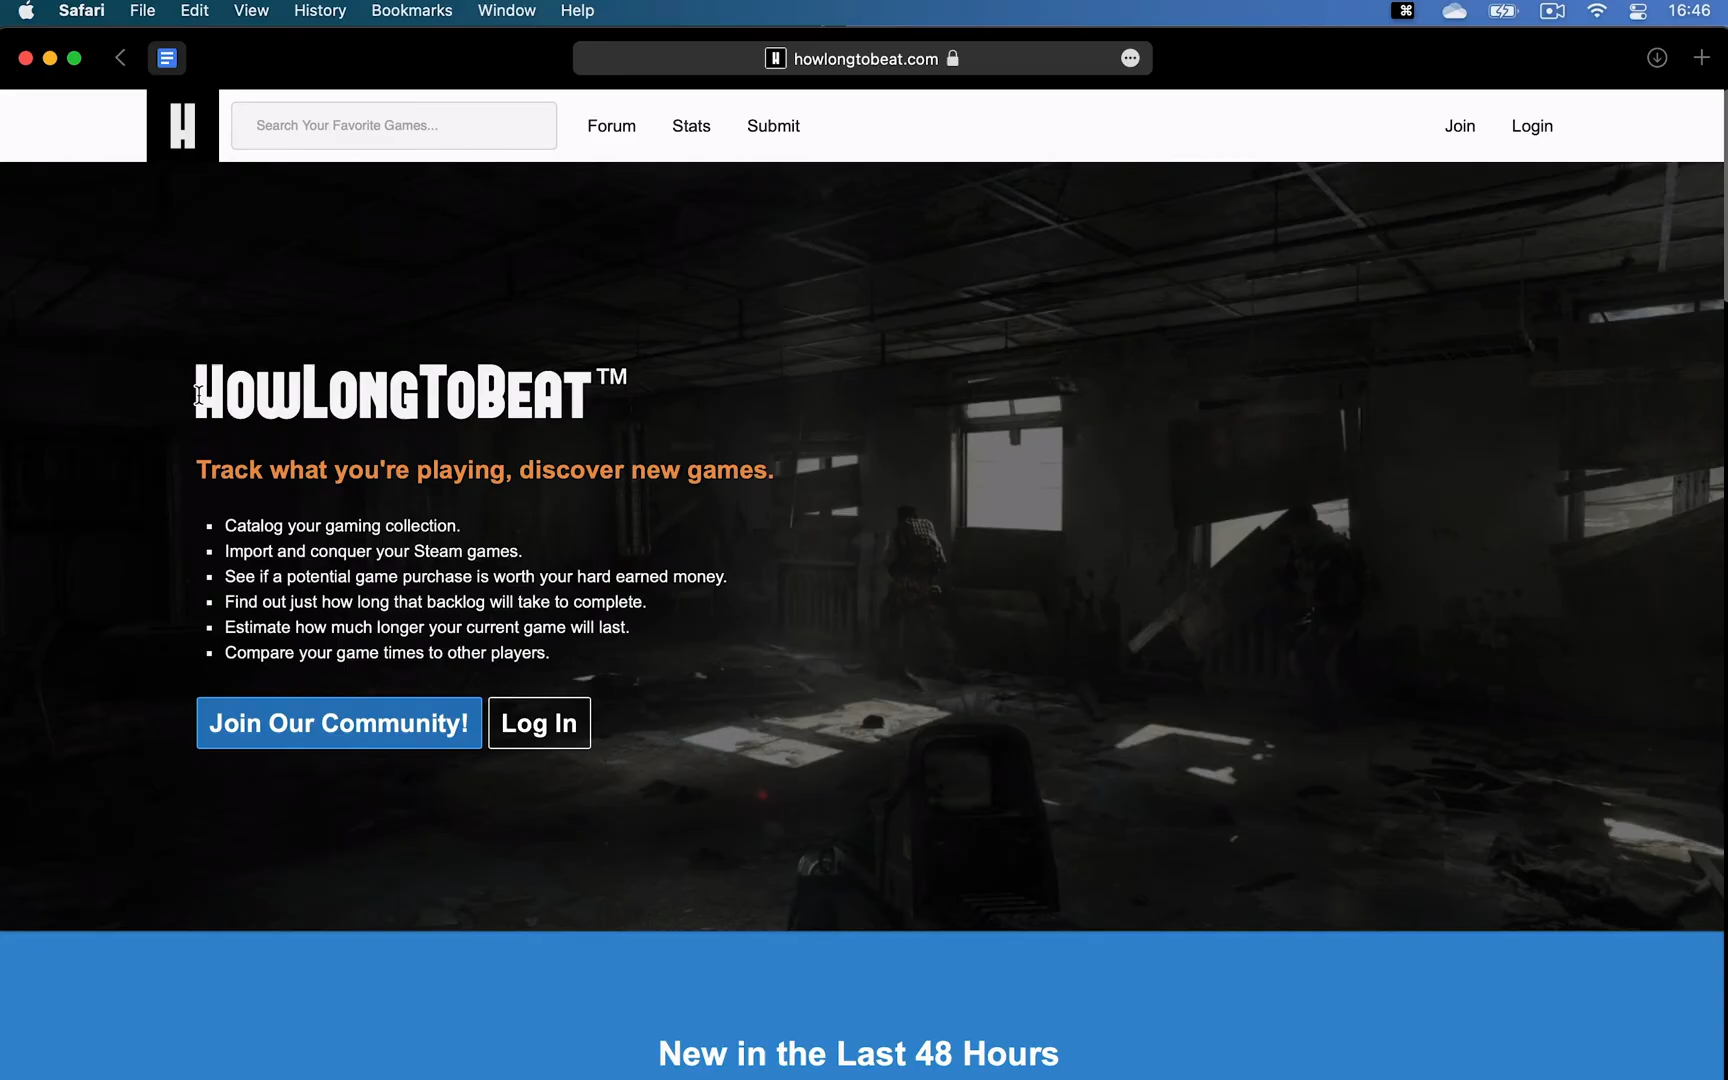 Safari File Edit View History Bookmarks Window Help 16:46
howlongtobeat.com
Search Your Favorite Games... Forum Stats Submit Join Login
HowLongToBeat™
Track what you're playing, discover new games.
▪ Catalog your gaming collection.
▪ Import and conquer your Steam games.
▪ See if a potential game purchase is worth your hard earned money.
▪ Find out just how long that backlog will take to complete.
▪ Estimate how much longer your current game will last.
▪ Compare your game times to other players.
Join Our Community! Log In
New in the Last 48 Hours